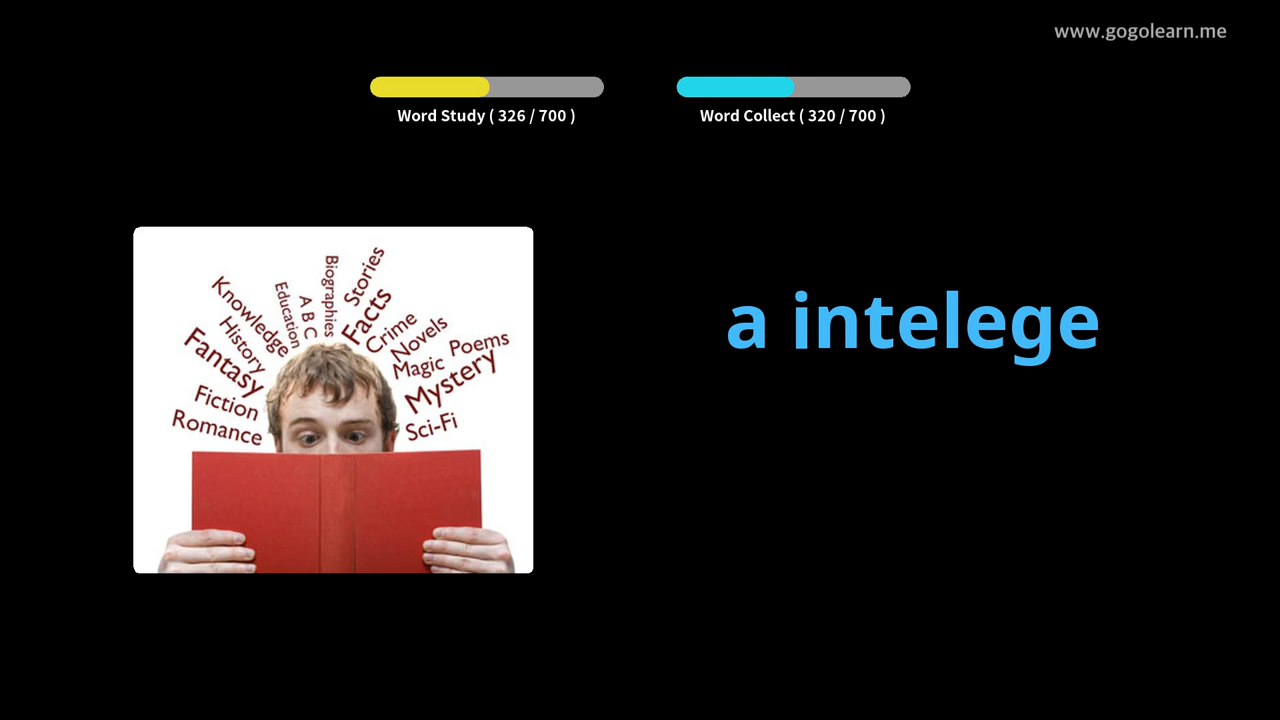 www.gogolearn.me
Word Study ( 326 / 700 )
Word Collect ( 320 / 700 )
Biographies
Stories
Knowledge
Education
A B C
Facts
Crime
History
Novels
Fantasy
Magic
Poems
Mystery
Fiction
Romance
Sci-Fi
a intelege